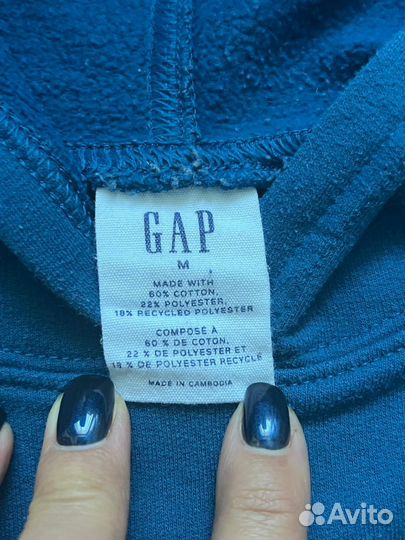 GAP
M
MADE WITH
60% COTTON,
22% POLYESTER,
18% RECYCLED POLYESTER
COMPOSÉ À
60 % DE COTON,
22 % DE POLYESTER ET
18 % DE POLYESTER RECYCLÉ
MADE IN CAMBODIA
Avito